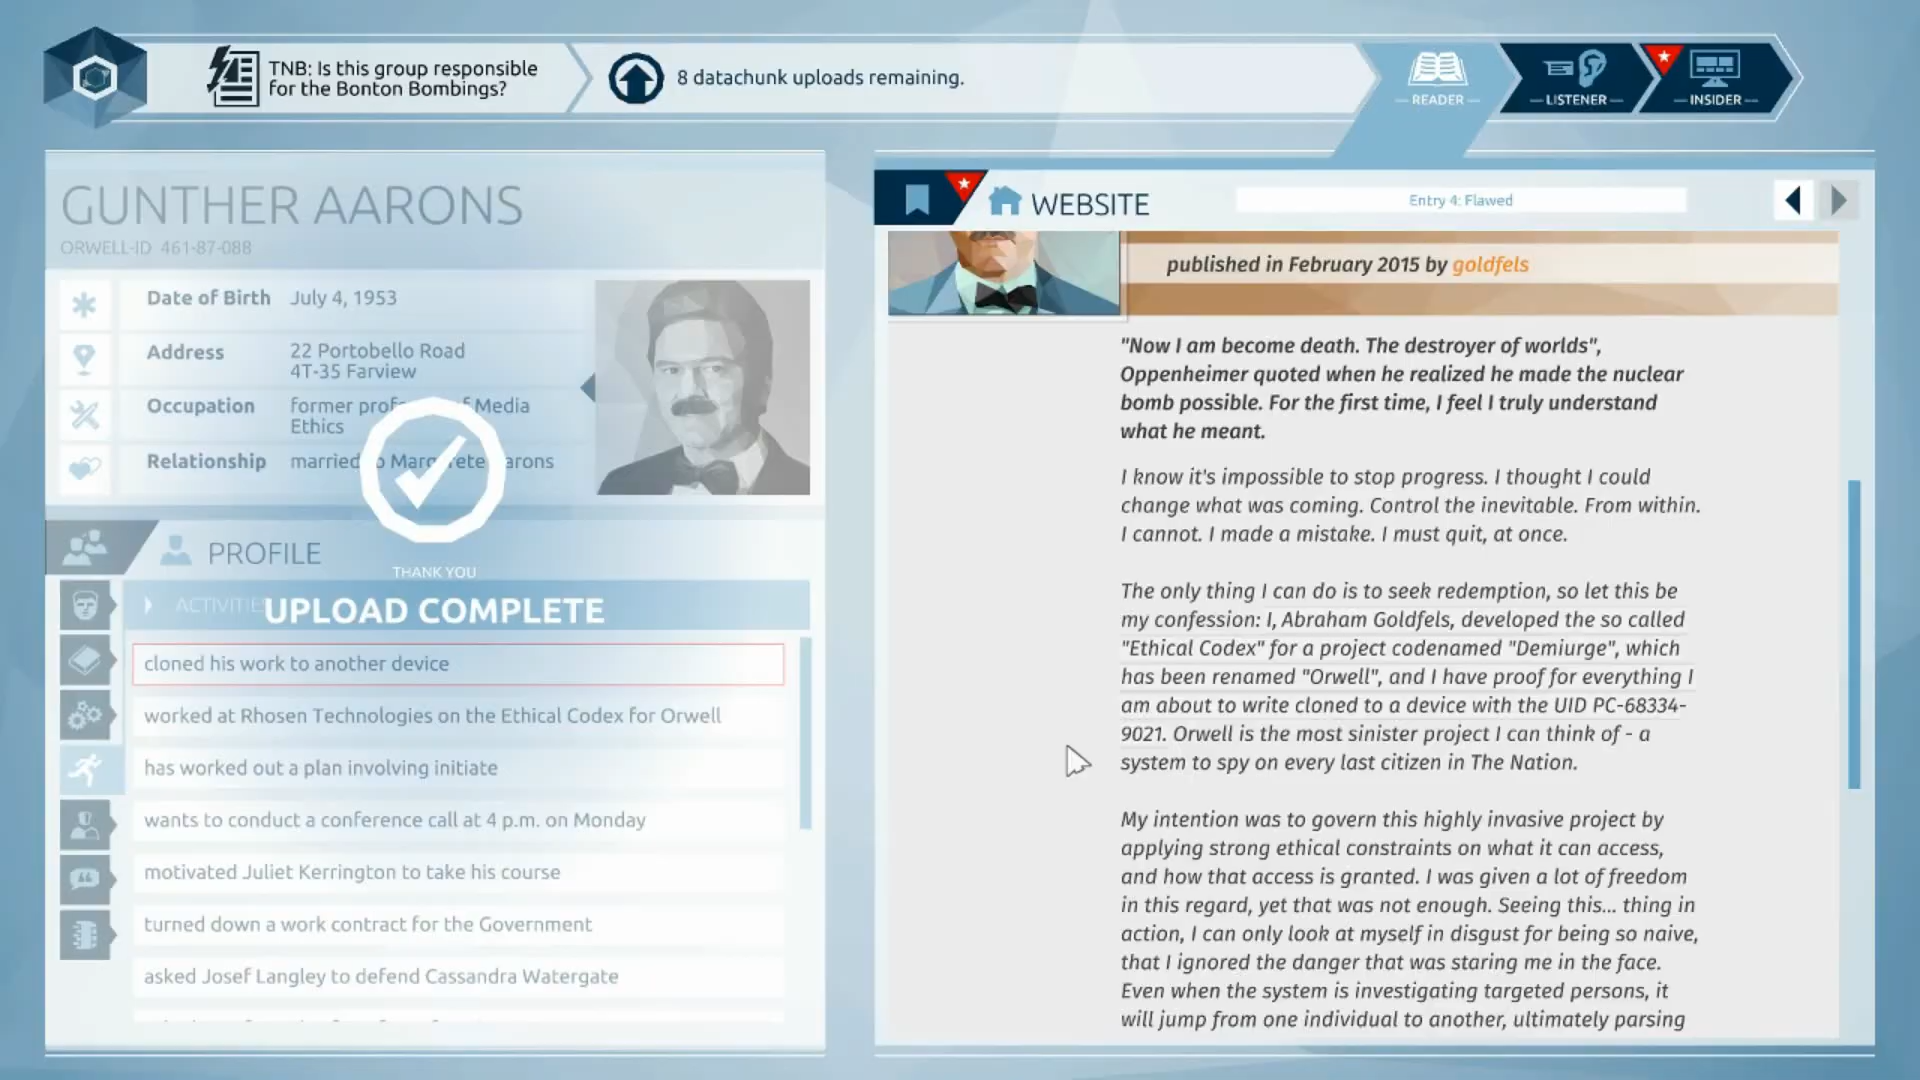 TNB: Is this group responsible
for the Bonton Bombings?
8 datachunk uploads remaining.
READER
LISTENER
INSIDER
GUNTHER AARONS
ORWELL-ID 461-87-088
Date of Birth July 4, 1953
Address 22 Portobello Road
4T-35 Farview
Occupation former of Media
Ethics
Relationship married
PROFILE
THANK YOU
ACTIVITIES
UPLOAD COMPLETE
cloned his work to another device
worked at Rhosen Technologies on the Ethical Codex for Orwell
has worked out a plan involving initiate
wants to conduct a conference call at 4 p.m. on Monday
motivated Juliet Kerrington to take his course
turned down a work contract for the Government
asked Josef Langley to defend Cassandra Watergate
WEBSITE
Entry 4: Flawed
published in February 2015 by goldfels
"Now I am become death. The destroyer of worlds",
Oppenheimer quoted when he realized he made the nuclear
bomb possible. For the first time, I feel I truly understand
what he meant.
I know it's impossible to stop progress. I thought I could
change what was coming. Control the inevitable. From within.
I cannot. I made a mistake. I must quit, at once.
The only thing I can do is to seek redemption, so let this be
my confession: I, Abraham Goldfels, developed the so called
"Ethical Codex" for a project codenamed "Demiurge", which
has been renamed "Orwell", and I have proof for everything I
am about to write cloned to a device with the UID PC-68334-
9021. Orwell is the most sinister project I can think of - a
system to spy on every last citizen in The Nation.
My intention was to govern this highly invasive project by
applying strong ethical constraints on what it can access,
and how that access is granted. I was given a lot of freedom
in this regard, yet that was not enough. Seeing this... thing in
action, I can only look at myself in disgust for being so naive,
that I ignored the danger that was staring me in the face.
Even when the system is investigating targeted persons, it
will jump from one individual to another, ultimately parsing